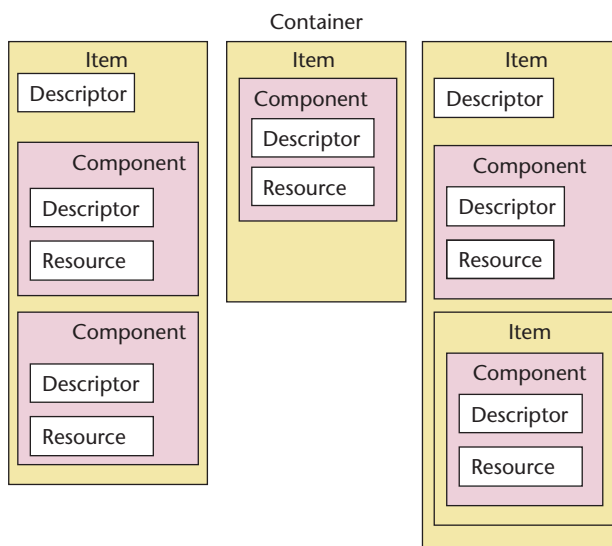 Container
Item
Descriptor
Component
Descriptor
Resource
Component
Descriptor
Resource
Item
Component
Descriptor
Resource
Item
Descriptor
Component
Descriptor
Resource
Item
Component
Descriptor
Resource